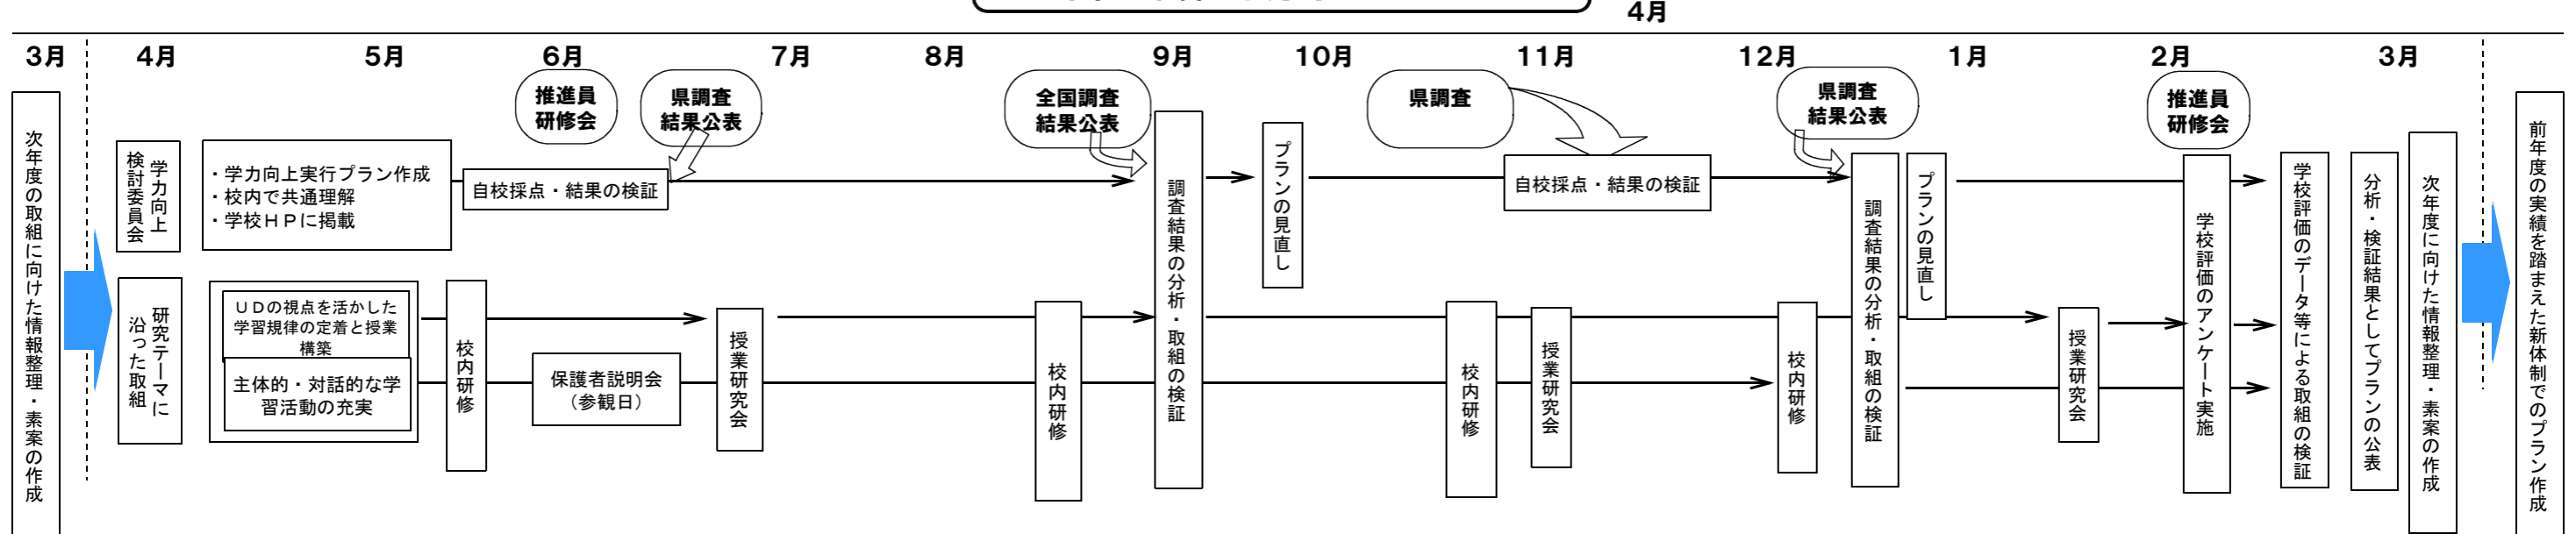 4月
3月
4月
5月
6月
7月
8月
9月
10月
11月
12月
1月
2月
3月
推進員
研修会
県調査
結果公表
全国調査
結果公表
県調査
県調査
結果公表
推進員
研修会
次年度の取組に向けた情報整理・素案の作成
学力向上
検討委員会
・学力向上実行プラン作成
・校内で共通理解
・学校HPに掲載
自校採点・結果の検証
調査結果の分析・取組の検証
プランの見直し
自校採点・結果の検証
調査結果の分析・取組の検証
プランの見直し
学校評価のアンケート実施
学校評価のデータ等による取組の検証
分析・検証結果としてプランの公表
次年度に向けた情報整理・素案の作成
前年度の実績を踏まえた新体制でのプラン作成
研究テーマに
沿った取組
UDの視点を活かした
学習規律の定着と授業
構築
主体的・対話的な学
習活動の充実
校内研修
保護者説明会
(参観日)
授業研究会
校内研修
校内研修
授業研究会
校内研修
授業研究会